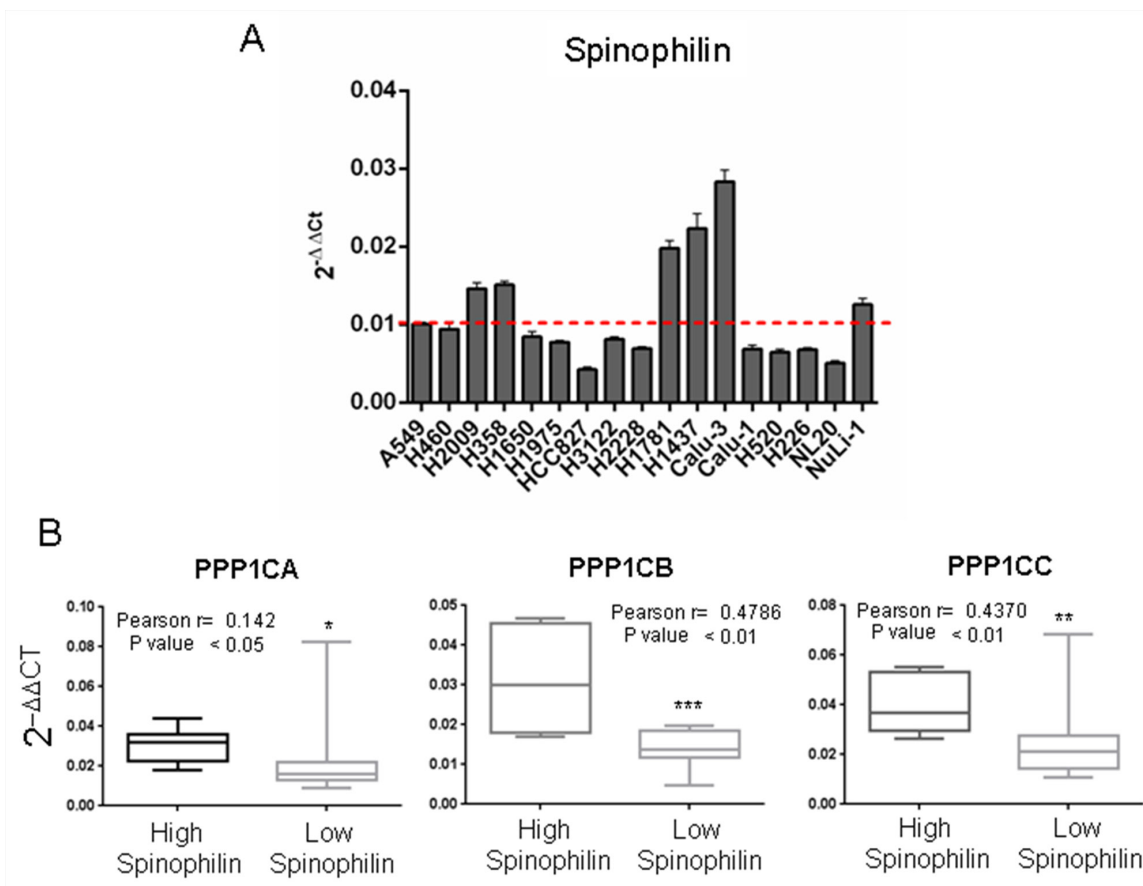 A
Spinophilin
0.04
0.03
0.02
0.01
0.00
2-ΔΔCt
A549
H460
H2009
H358
H1650
H1975
HCC827
H3122
H2228
H1781
H1437
Calu-3
Calu-1
H520
H226
NL20
NuLi-1
B
2-ΔΔCT
PPP1CA
0.10
0.08
0.06
0.04
0.02
0.00
Pearson r= 0.142
P value < 0.05
*
High
Spinophilin
Low
Spinophilin
PPP1CB
0.05
0.04
0.03
0.02
0.01
0.00
Pearson r= 0.4786
P value < 0.01
***
High
Spinophilin
Low
Spinophilin
PPP1CC
0.08
0.06
0.04
0.02
0.00
Pearson r= 0.4370
P value < 0.01
**
High
Spinophilin
Low
Spinophilin